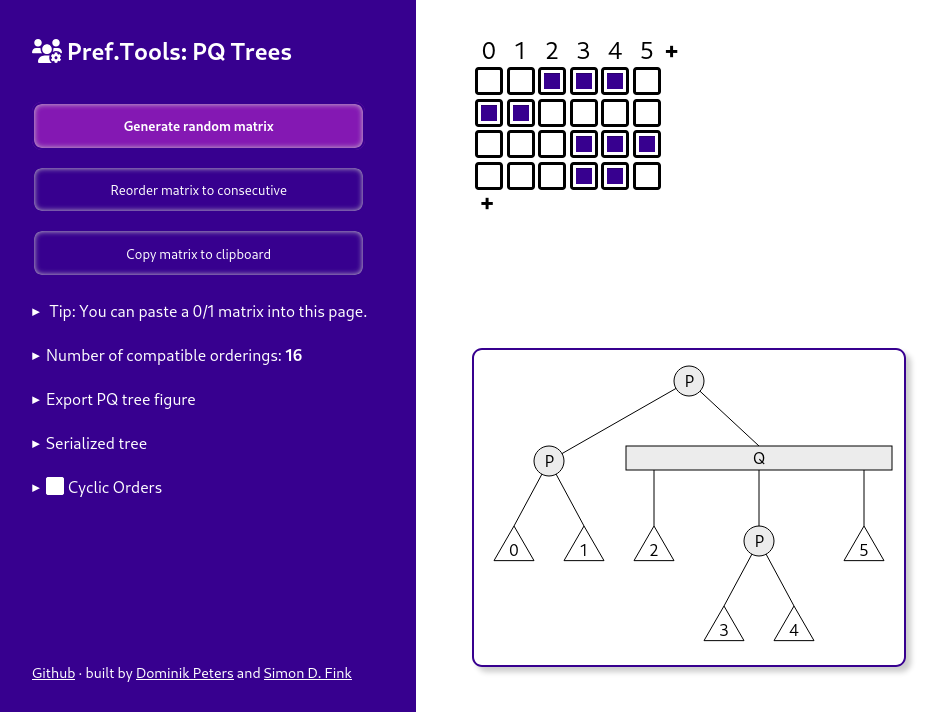 Pref.Tools: PQ Trees
Generate random matrix
Reorder matrix to consecutive
Copy matrix to clipboard
▸ Tip: You can paste a 0/1 matrix into this page.
▸ Number of compatible orderings: 16
▸ Export PQ tree figure
▸ Serialized tree
▸ Cyclic Orders
Github · built by Dominik Peters and Simon D. Fink
0 1 2 3 4 5 +
+
P
P Q
0 1 2 P 5
3 4